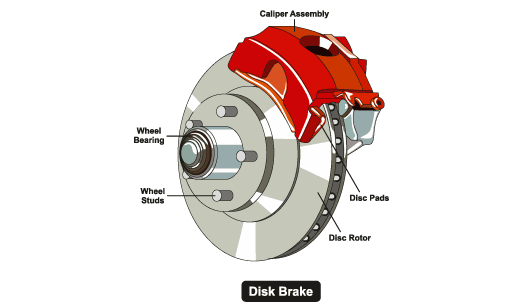 Caliper Assembly
Wheel
Bearing
Wheel
Studs
Disc Pads
Disc Rotor
Disk Brake